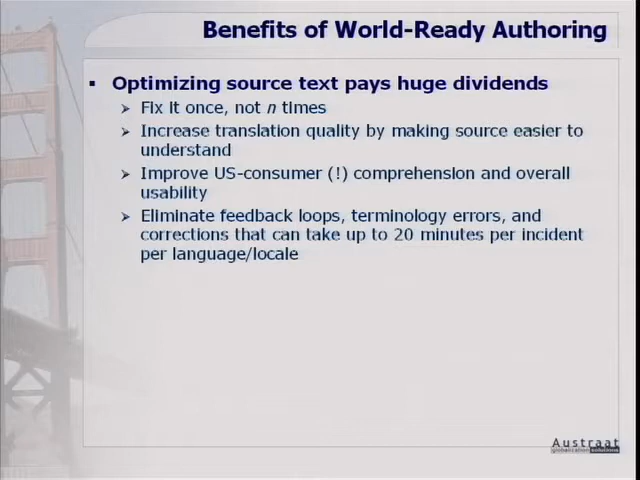 Benefits of World-Ready Authoring
Optimizing source text pays huge dividends
Fix it once, not n times
Increase translation quality by making source easier to
understand
Improve US-consumer (!) comprehension and overall
usability
Eliminate feedback loops, terminology errors, and
corrections that can take up to 20 minutes per incident
per language/locale
Austraat
globalization solutions